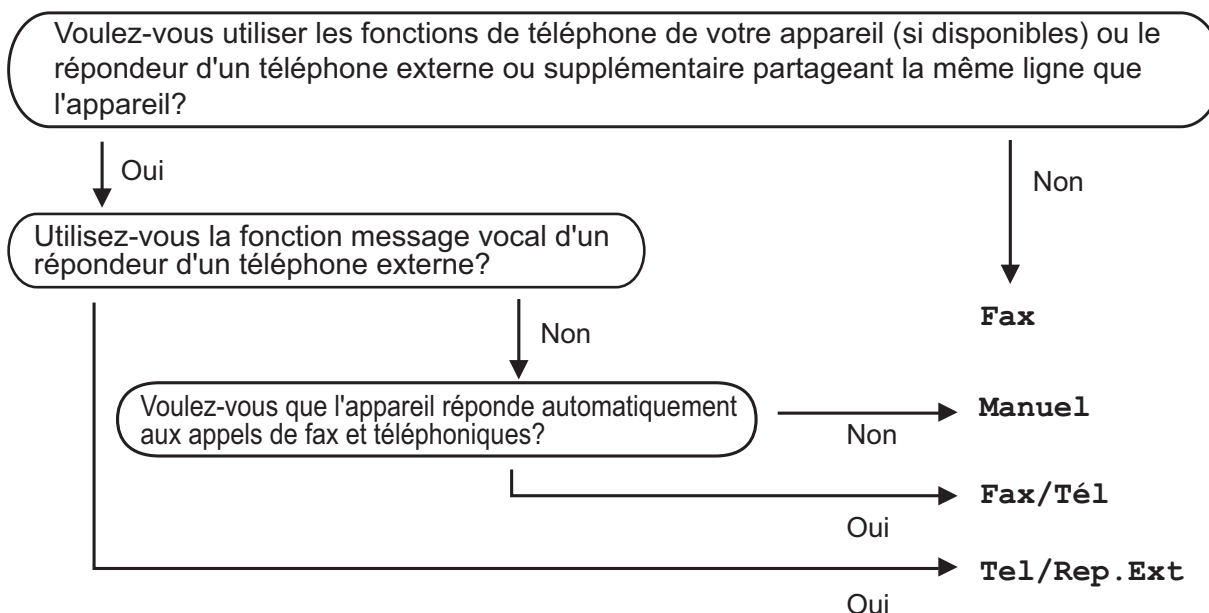 Voulez-vous utiliser les fonctions de téléphone de votre appareil (si disponibles) ou le
répondeur d'un téléphone externe ou supplémentaire partageant la même ligne que
l'appareil?
Oui
Non
Utilisez-vous la fonction message vocal d'un
répondeur d'un téléphone externe?
Non
Fax
Voulez-vous que l'appareil réponde automatiquement
aux appels de fax et téléphoniques?
Non
Manuel
Oui
Fax/Tél
Oui
Tel/Rep.Ext